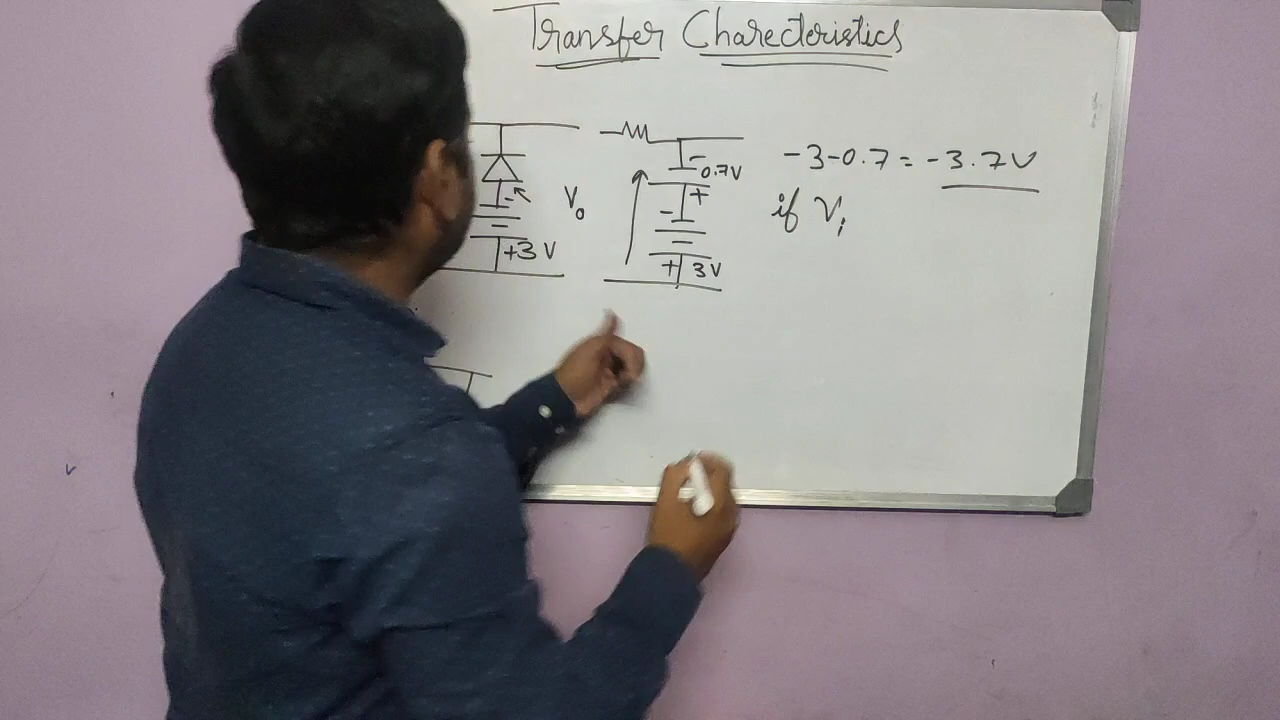 Transfer Charecteristics
- 0.7V +
- + 3V
V₀
- +3V
-3-0.7 = -3.7V
if Vi